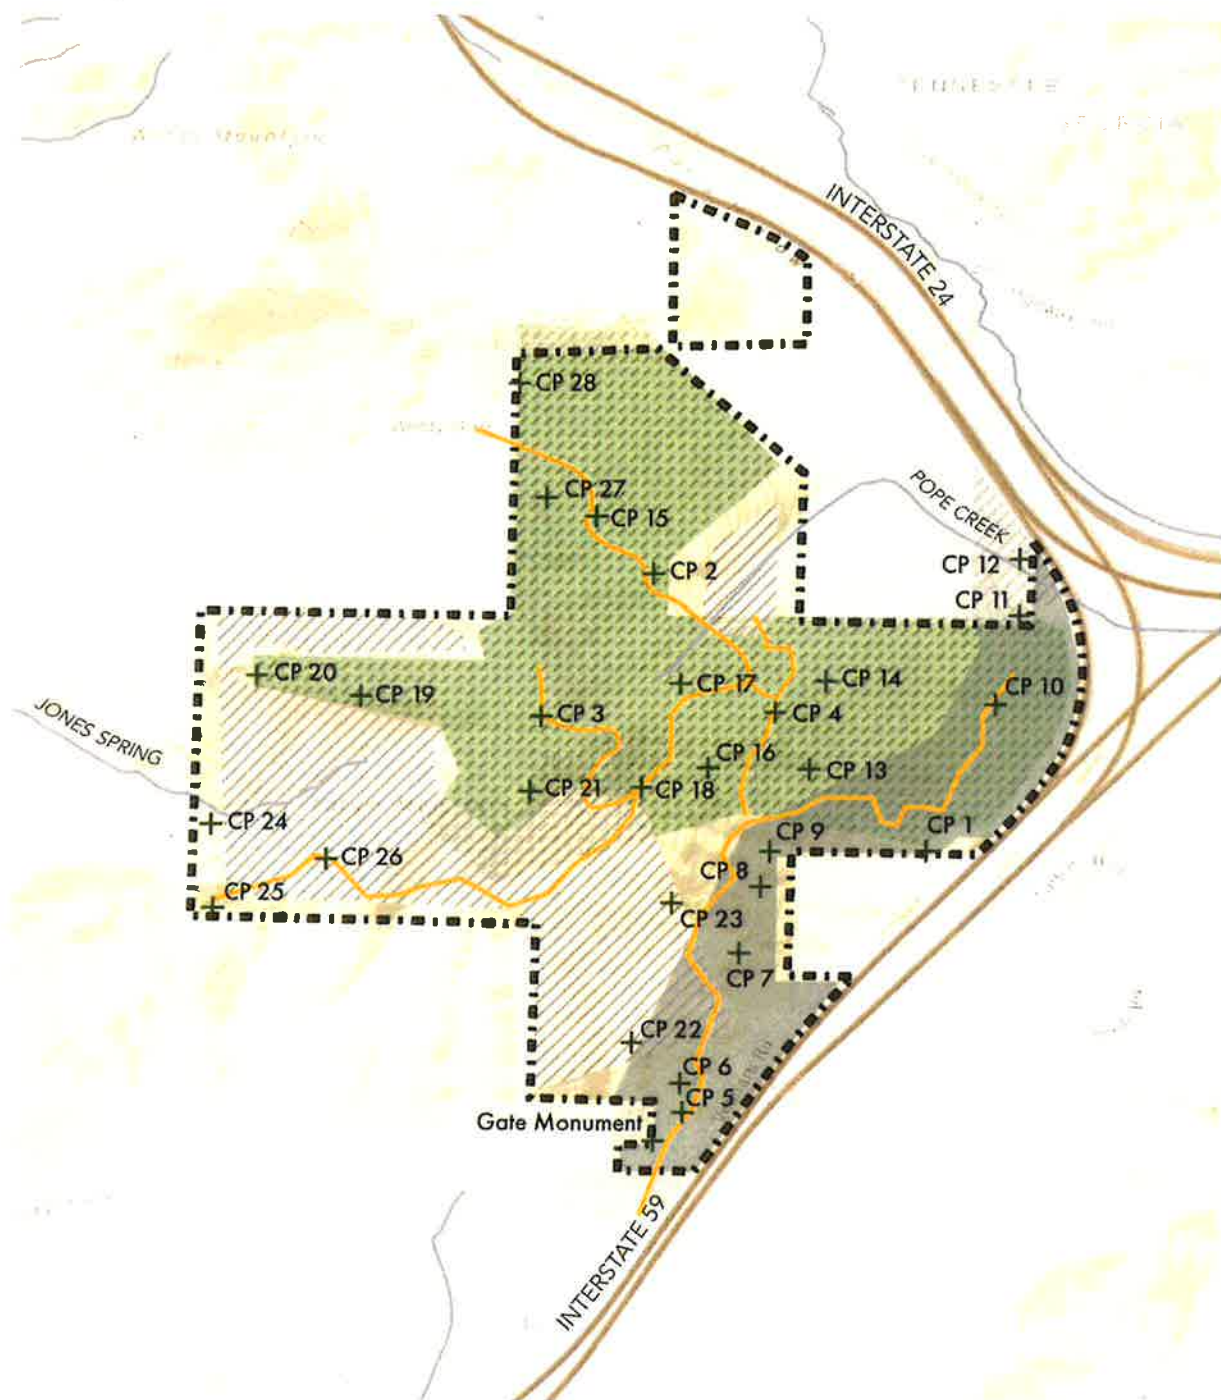 INTERSTATE 24
CP 28
POPE CREEK
CP 27
CP 15
CP 12
CP 2
CP 11
CP 20
CP 17
CP 14
CP 10
CP 19
CP 3
CP 4
JONES SPRING
CP 16
CP 13
CP 21
CP 18
CP 24
CP 9
CP 1
CP 26
CP 8
CP 25
CP 23
CP 7
CP 22
CP 6
CP 5
Gate Monument
INTERSTATE 59